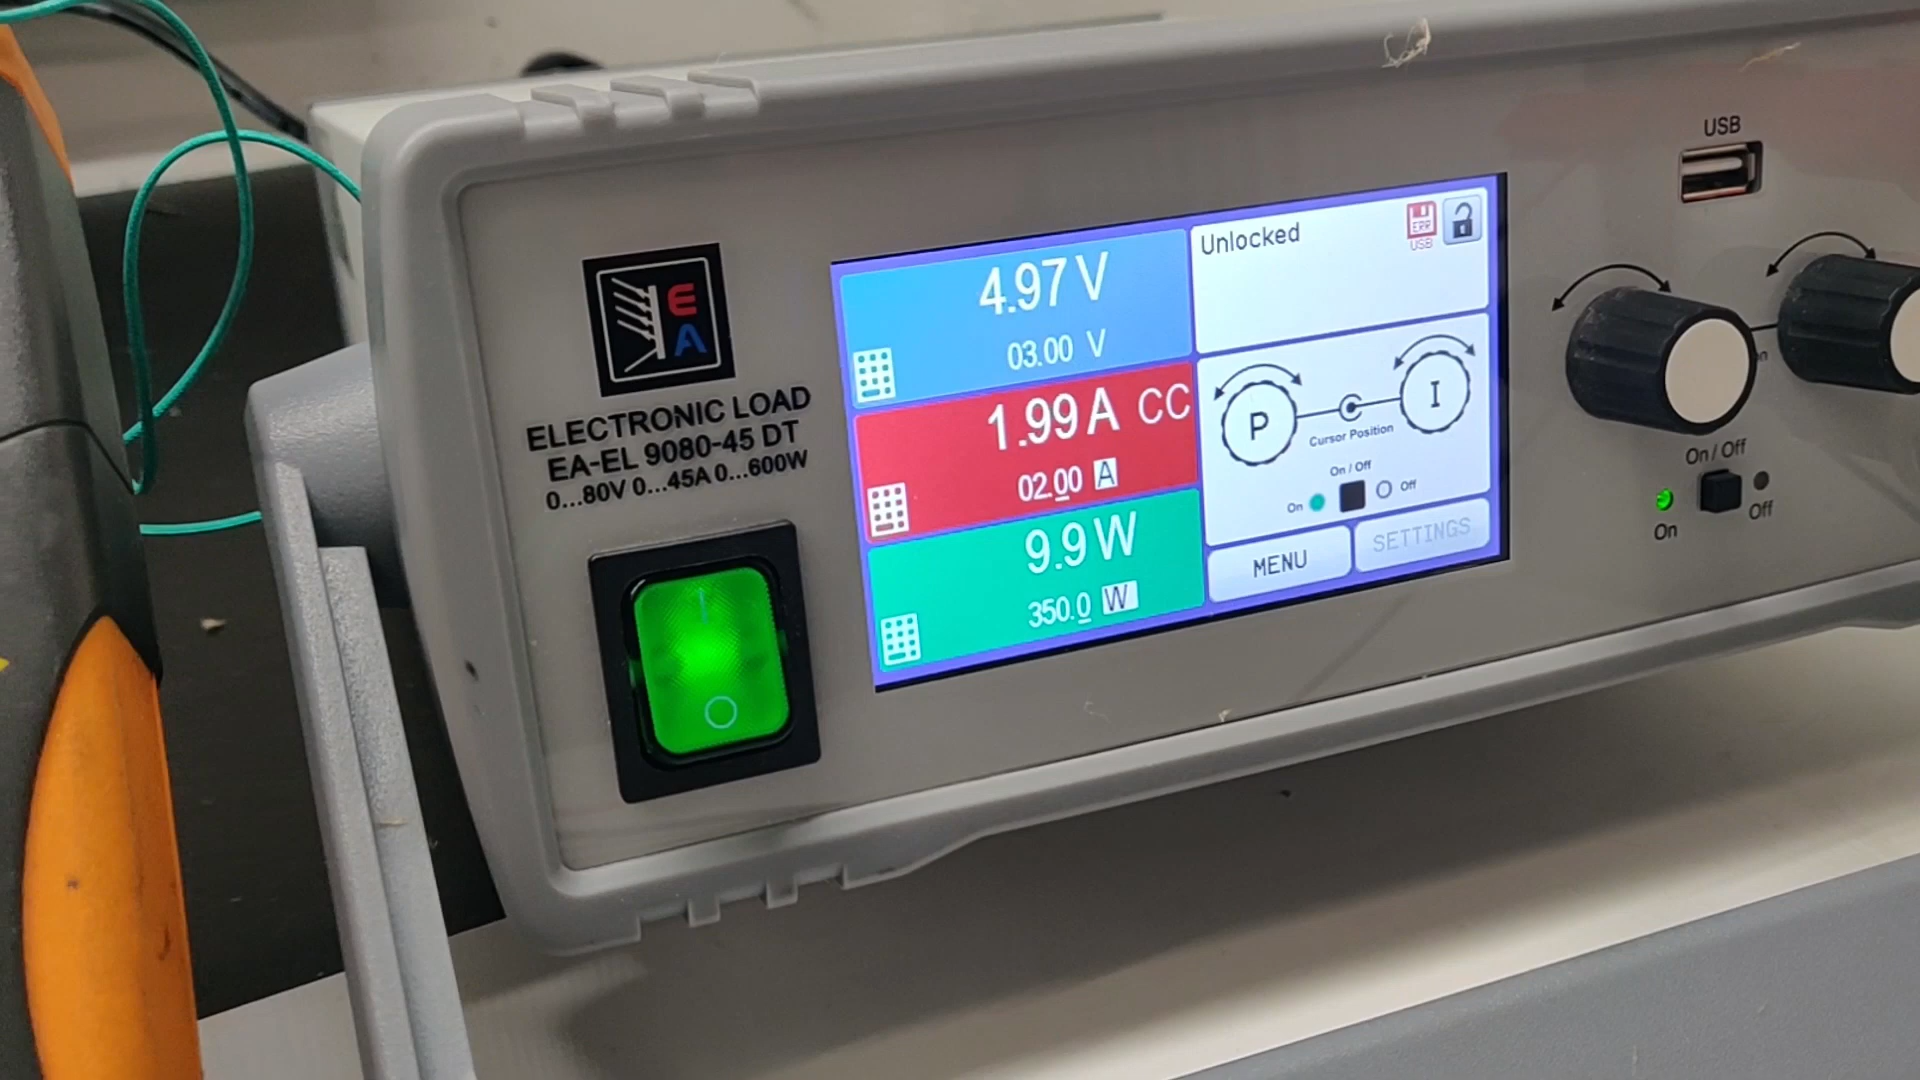 EA
ELECTRONIC LOAD
EA-EL 9080-45 DT
0...80V 0...45A 0...600W
4.97 V
03.00 V
1.99 A CC
02.00 A
9.9 W
350.0 W
Unlocked
ERR
USB
P
I
Cursor Position
On / Off
On
Off
MENU
SETTINGS
USB
On / Off
On
Off